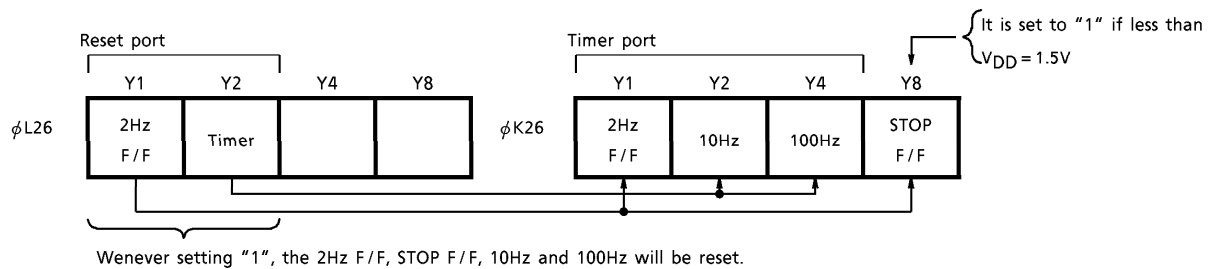 It is set to "1" if less than
VDD = 1.5V
Reset port
Timer port
Y1 Y2 Y4 Y8
Y1 Y2 Y4 Y8
ϕL26
2Hz
F/F
Timer
ϕK26
2Hz
F/F
10Hz
100Hz
STOP
F/F
Wenever setting "1", the 2Hz F/F, STOP F/F, 10Hz and 100Hz will be reset.